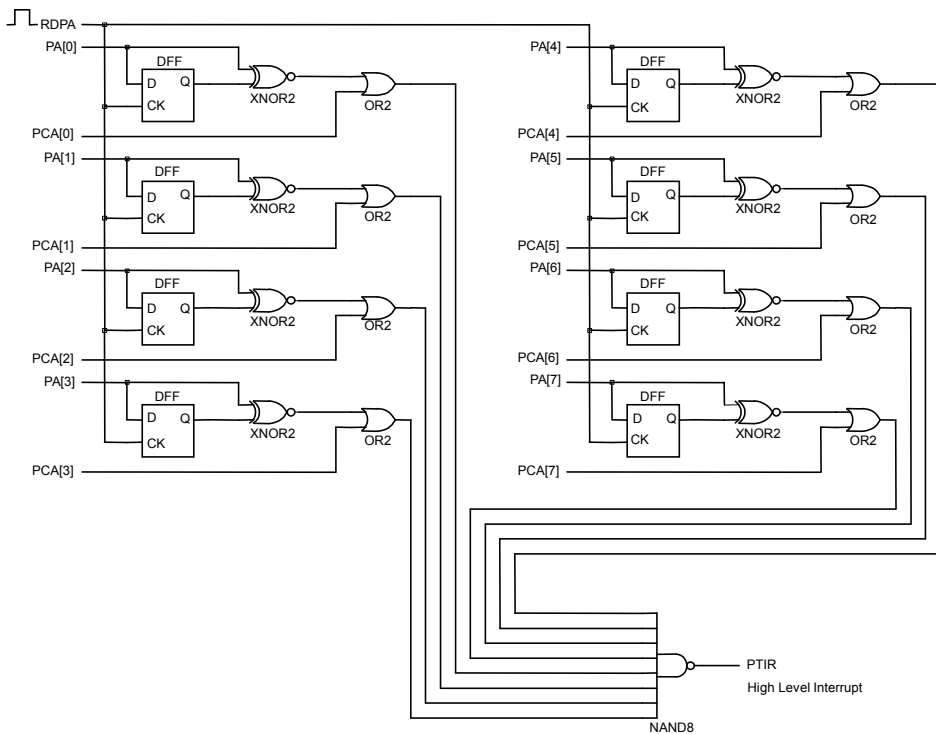 RDPA
PA[0]
DFF
D
Q
CK
XNOR2
OR2
PCA[0]
PA[1]
DFF
D
Q
CK
XNOR2
OR2
PCA[1]
PA[2]
DFF
D
Q
CK
XNOR2
OR2
PCA[2]
PA[3]
DFF
D
Q
CK
XNOR2
OR2
PCA[3]
PA[4]
DFF
D
Q
CK
XNOR2
OR2
PCA[4]
PA[5]
DFF
D
Q
CK
XNOR2
OR2
PCA[5]
PA[6]
DFF
D
Q
CK
XNOR2
OR2
PCA[6]
PA[7]
DFF
D
Q
CK
XNOR2
OR2
PCA[7]
PTIR
High Level Interrupt
NAND8